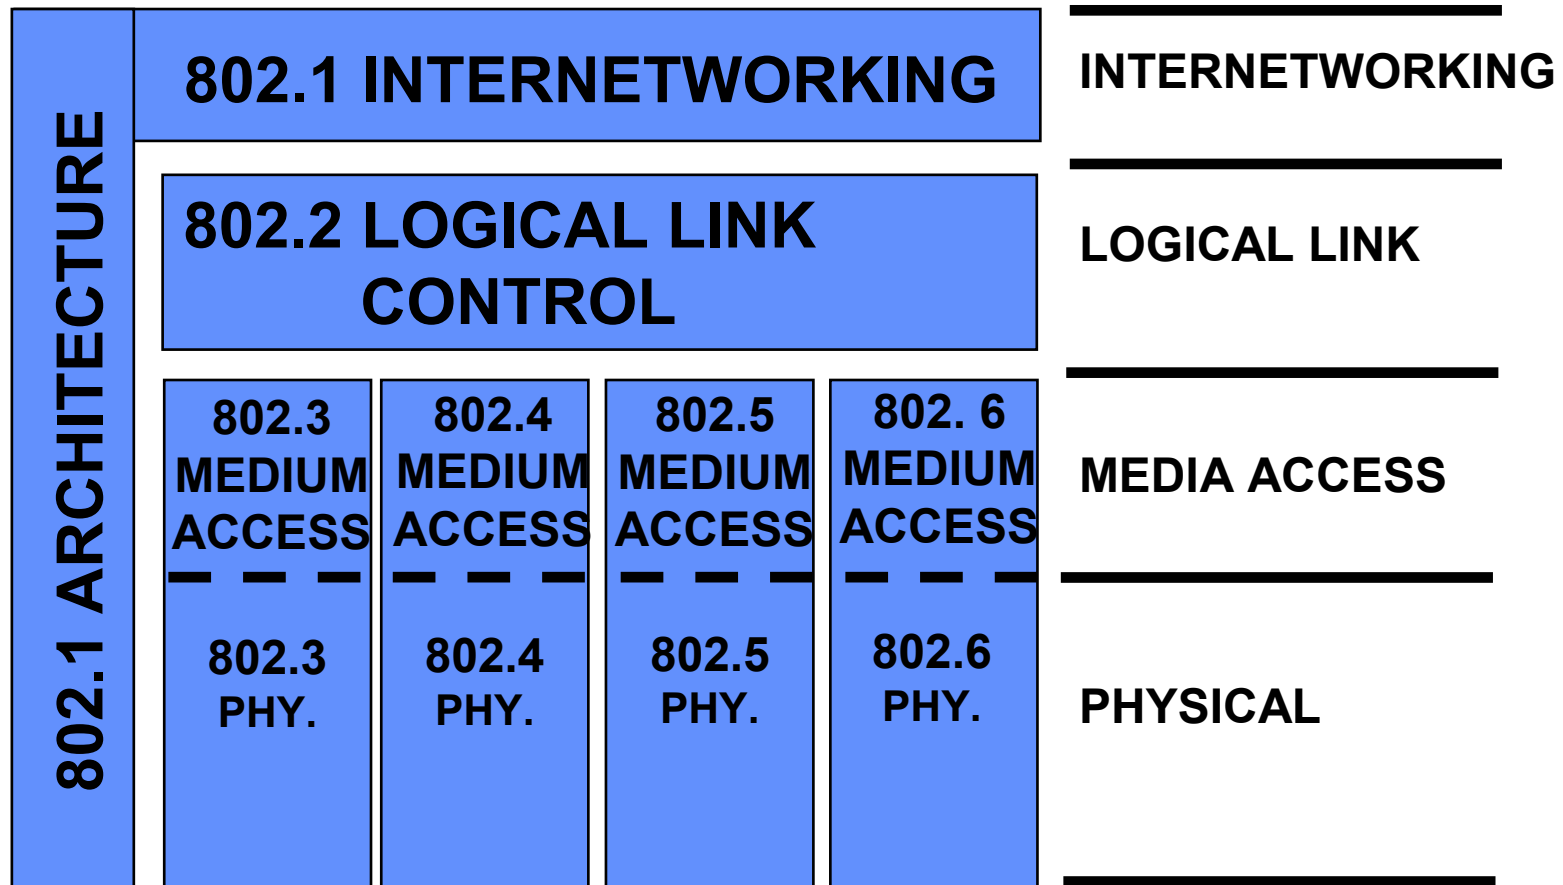 802.1 ARCHITECTURE
802.1 INTERNETWORKING
INTERNETWORKING
802.2 LOGICAL LINK
CONTROL
LOGICAL LINK
802.3
MEDIUM
ACCESS
802.4
MEDIUM
ACCESS
802.5
MEDIUM
ACCESS
802. 6
MEDIUM
ACCESS
MEDIA ACCESS
802.3
PHY.
802.4
PHY.
802.5
PHY.
802.6
PHY.
PHYSICAL